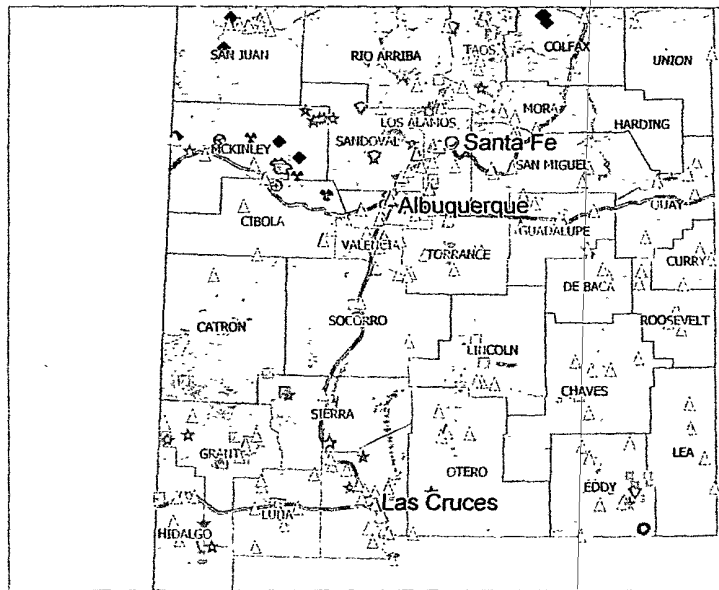 SAN JUAN
RIO ARRIBA
TAOS
COLFAX
UNION
MORA
HARDING
LOS ALAMOS
MCKINLEY
SANDOVAL
Santa Fe
SAN MIGUEL
Albuquerque
QUAY
CIBOLA
VALENCIA
GUADALUPE
TORRANCE
CURRY
DE BACA
CATRON
SOCORRO
ROOSEVELT
LINCOLN
CHAVES
SIERRA
GRANT
OTERO
LEA
EDDY
Las Cruces
LUNA
HIDALGO